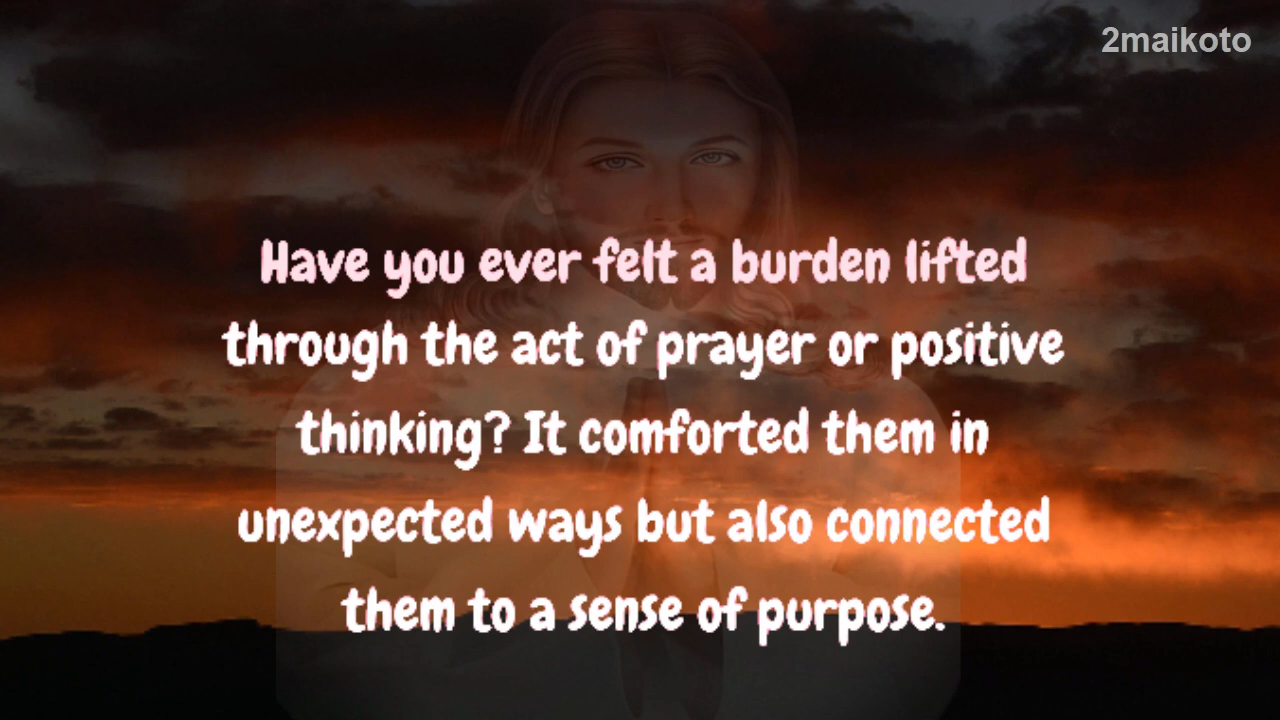 2maikoto
Have you ever felt a burden lifted
through the act of prayer or positive
thinking? It comforted them in
unexpected ways but also connected
them to a sense of purpose.